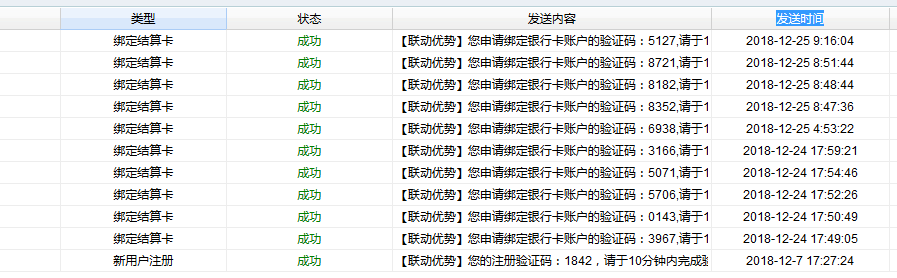 类型 状态 发送内容 发送时间
绑定结算卡 成功 【联动优势】您申请绑定银行卡账户的验证码：5127,请于1 2018-12-25 9:16:04
绑定结算卡 成功 【联动优势】您申请绑定银行卡账户的验证码：8721,请于1 2018-12-25 8:51:44
绑定结算卡 成功 【联动优势】您申请绑定银行卡账户的验证码：8182,请于1 2018-12-25 8:48:44
绑定结算卡 成功 【联动优势】您申请绑定银行卡账户的验证码：8352,请于1 2018-12-25 8:47:36
绑定结算卡 成功 【联动优势】您申请绑定银行卡账户的验证码：6938,请于1 2018-12-25 4:53:22
绑定结算卡 成功 【联动优势】您申请绑定银行卡账户的验证码：3166,请于1 2018-12-24 17:59:21
绑定结算卡 成功 【联动优势】您申请绑定银行卡账户的验证码：5071,请于1 2018-12-24 17:54:46
绑定结算卡 成功 【联动优势】您申请绑定银行卡账户的验证码：5706,请于1 2018-12-24 17:52:26
绑定结算卡 成功 【联动优势】您申请绑定银行卡账户的验证码：0143,请于1 2018-12-24 17:50:49
绑定结算卡 成功 【联动优势】您申请绑定银行卡账户的验证码：3967,请于1 2018-12-24 17:49:05
新用户注册 成功 【联动优势】您的注册验证码：1842，请于10分钟内完成验 2018-12-7 17:27:24